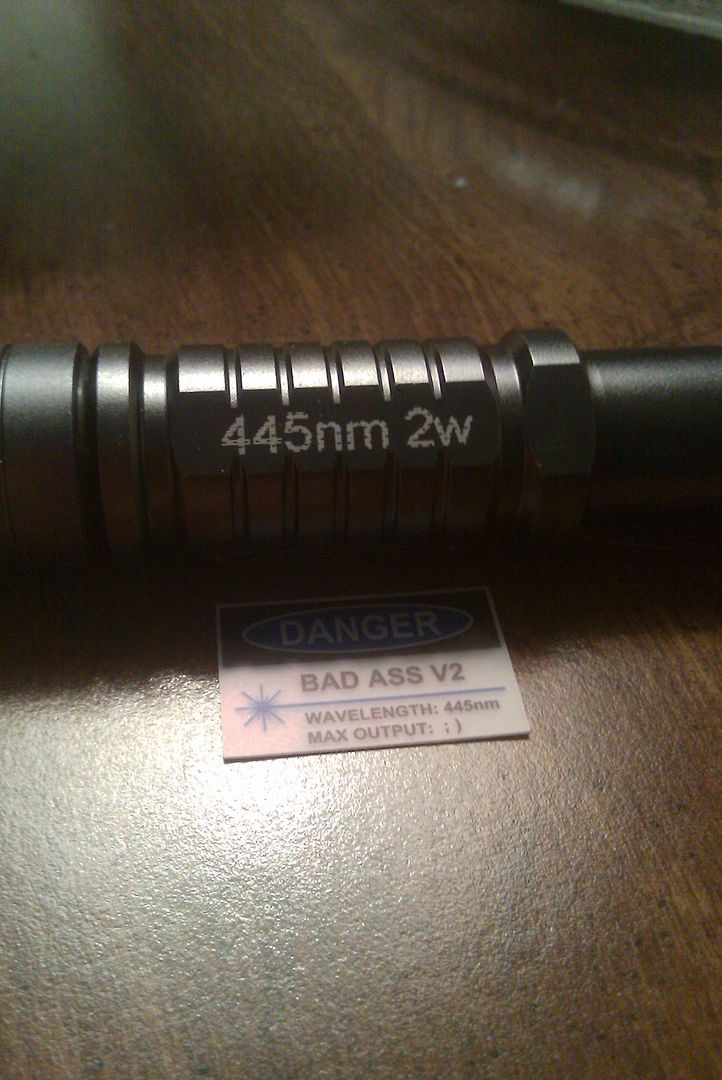 445nm 2w
DANGER
BAD ASS V2
WAVELENGTH: 445nm
MAX OUTPUT: ; )